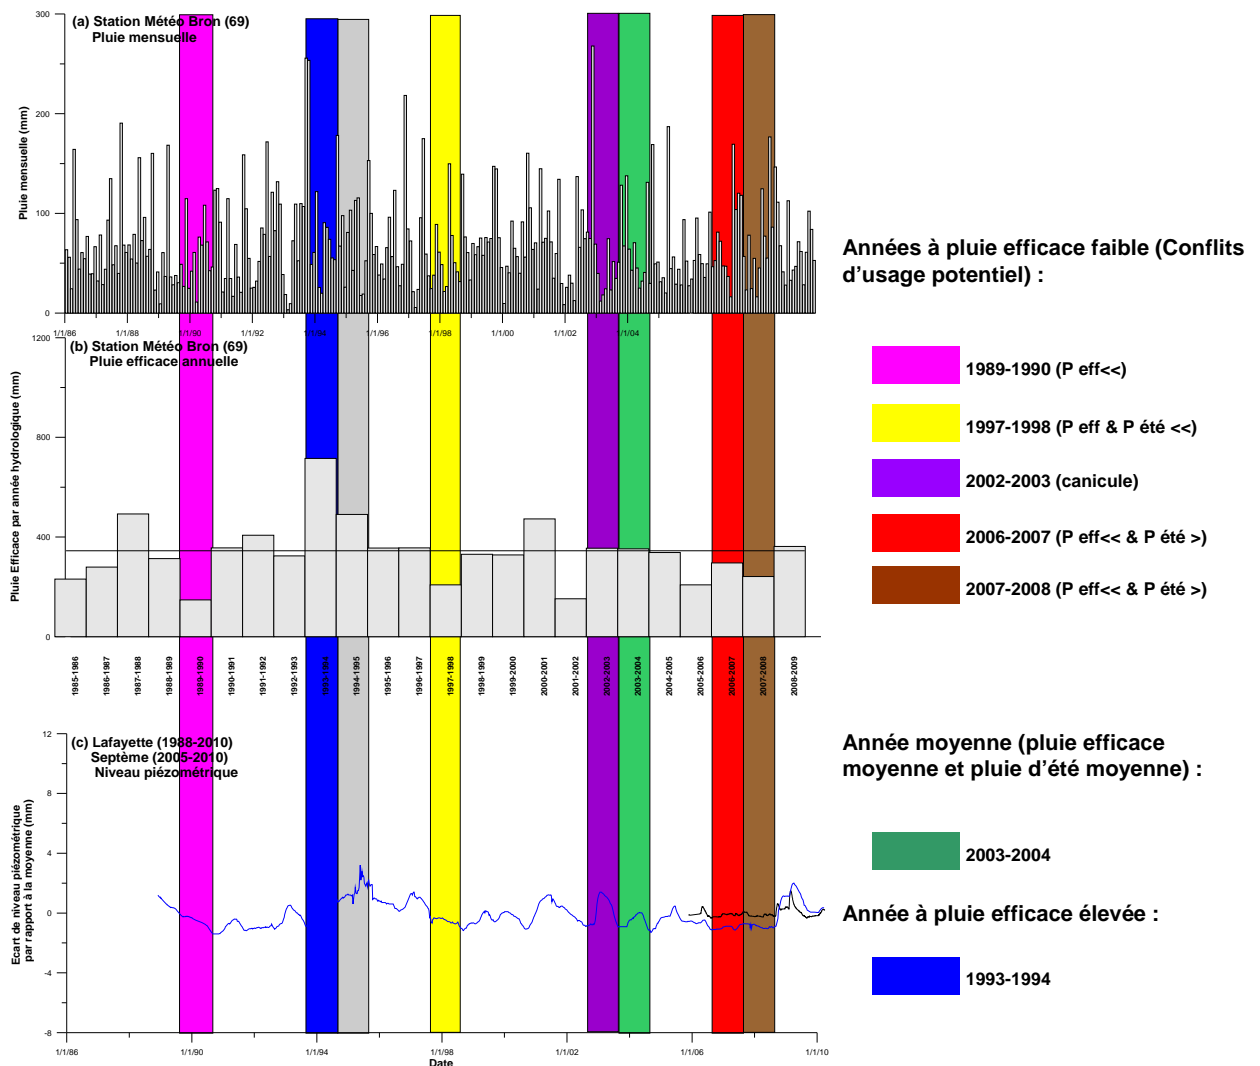 (a) Station Météo Bron (69)
Pluie mensuelle
Pluie mensuelle (mm)
300
200
100
0
1/1/86
1/1/88
1/1/90
1/1/92
1/1/94
1/1/96
1/1/98
1/1/00
1/1/02
1/1/04
(b) Station Météo Bron (69)
Pluie efficace annuelle
Pluie Efficace par année hydrologique (mm)
1200
800
400
0
1985-1986
1986-1987
1987-1988
1988-1989
1989-1990
1990-1991
1991-1992
1992-1993
1993-1994
1994-1995
1995-1996
1996-1997
1997-1998
1998-1999
1999-2000
2000-2001
2001-2002
2002-2003
2003-2004
2004-2005
2005-2006
2006-2007
2007-2008
2008-2009
(c) Lafayette (1988-2010)
Septème (2005-2010)
Niveau piézométrique
Ecart de niveau piézométrique
par rapport à la moyenne (mm)
12
8
4
0
-4
-8
1/1/86
1/1/90
1/1/94
1/1/98
1/1/02
1/1/06
1/1/10
Date
Années à pluie efficace faible (Conflits
d'usage potentiel) :
1989-1990 (P eff<<)
1997-1998 (P eff & P été <<)
2002-2003 (canicule)
2006-2007 (P eff<< & P été >)
2007-2008 (P eff<< & P été >)
Année moyenne (pluie efficace
moyenne et pluie d'été moyenne) :
2003-2004
Année à pluie efficace élevée :
1993-1994